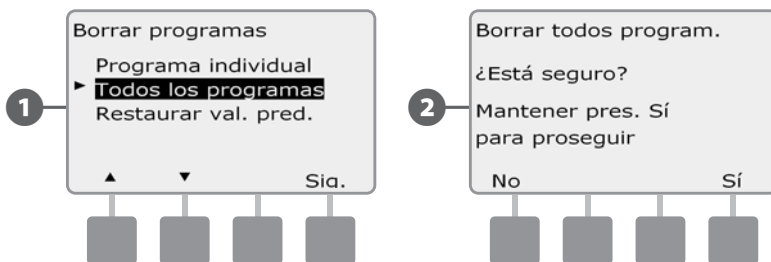 1
Borrar programas
Programa individual
Todos los programas
Restaurar val. pred.
Sig.
2
Borrar todos program.
¿Está seguro?
Mantener pres. Sí
para proseguir
No
Sí